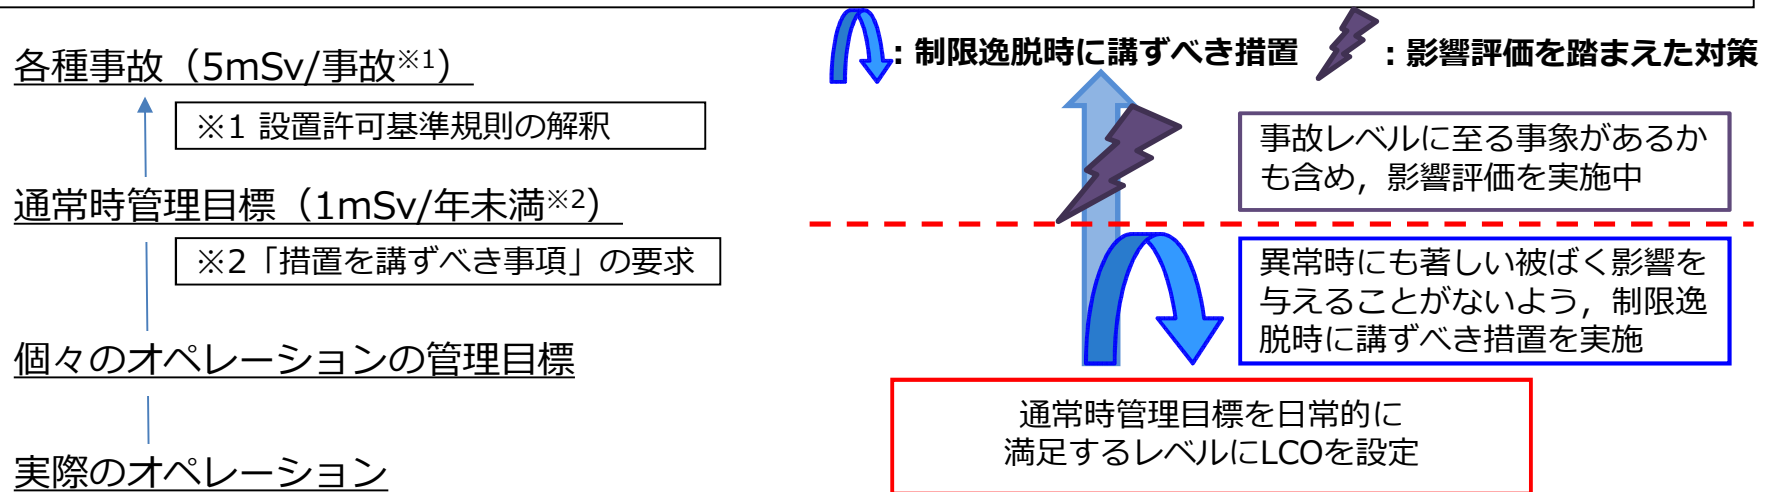 各種事故（5mSv/事故※1）
※1 設置許可基準規則の解釈
通常時管理目標（1mSv/年未満※2）
※2「措置を講ずべき事項」の要求
個々のオペレーションの管理目標
実際のオペレーション
：制限逸脱時に講ずべき措置
：影響評価を踏まえた対策
事故レベルに至る事象があるか
も含め，影響評価を実施中
異常時にも著しい被ばく影響を
与えることがないよう，制限逸
脱時に講ずべき措置を実施
通常時管理目標を日常的に
満足するレベルにLCOを設定